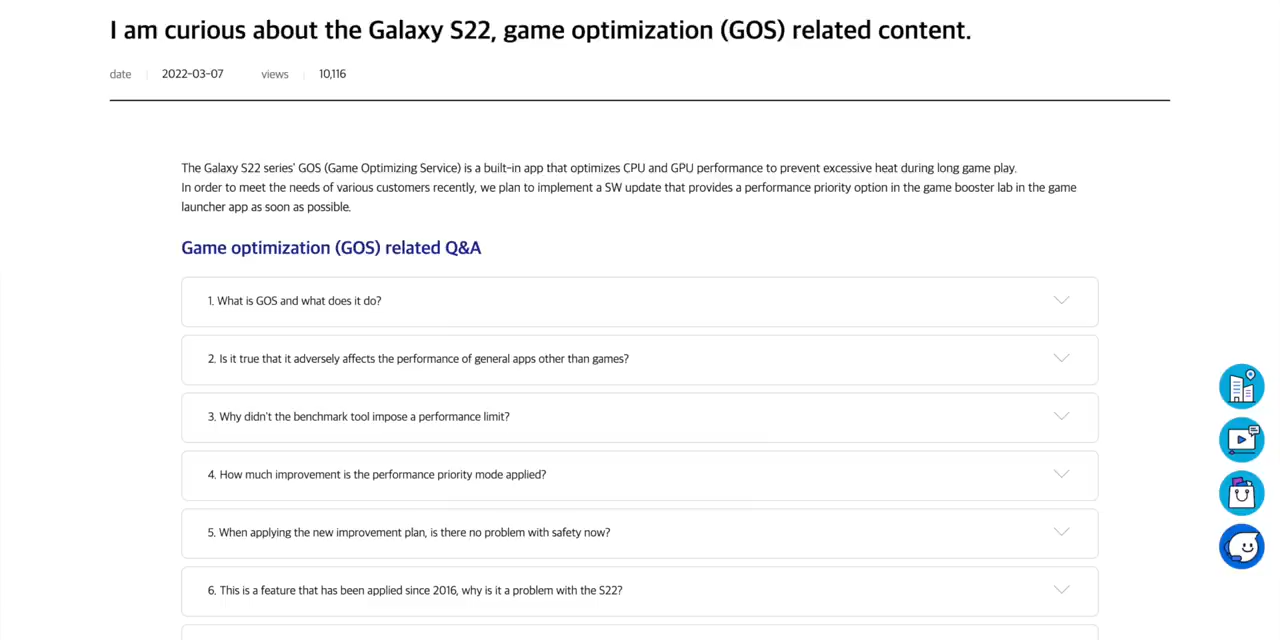 I am curious about the Galaxy S22, game optimization (GOS) related content.
date 2022-03-07 views 10,116
The Galaxy S22 series' GOS (Game Optimizing Service) is a built-in app that optimizes CPU and GPU performance to prevent excessive heat during long game play.
In order to meet the needs of various customers recently, we plan to implement a SW update that provides a performance priority option in the game booster lab in the game
launcher app as soon as possible.
Game optimization (GOS) related Q&A
1. What is GOS and what does it do?
2. Is it true that it adversely affects the performance of general apps other than games?
3. Why didn't the benchmark tool impose a performance limit?
4. How much improvement is the performance priority mode applied?
5. When applying the new improvement plan, is there no problem with safety now?
6. This is a feature that has been applied since 2016, why is it a problem with the S22?